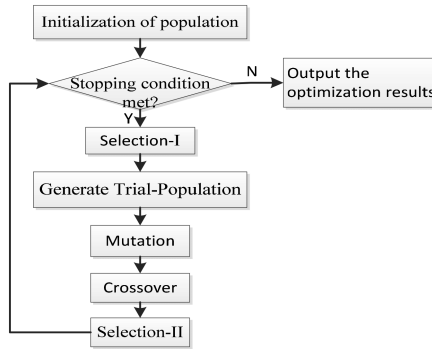 Initialization of population
Stopping condition
met?
N
Output the
optimization results
Y
Selection-I
Generate Trial-Population
Mutation
Crossover
Selection-II